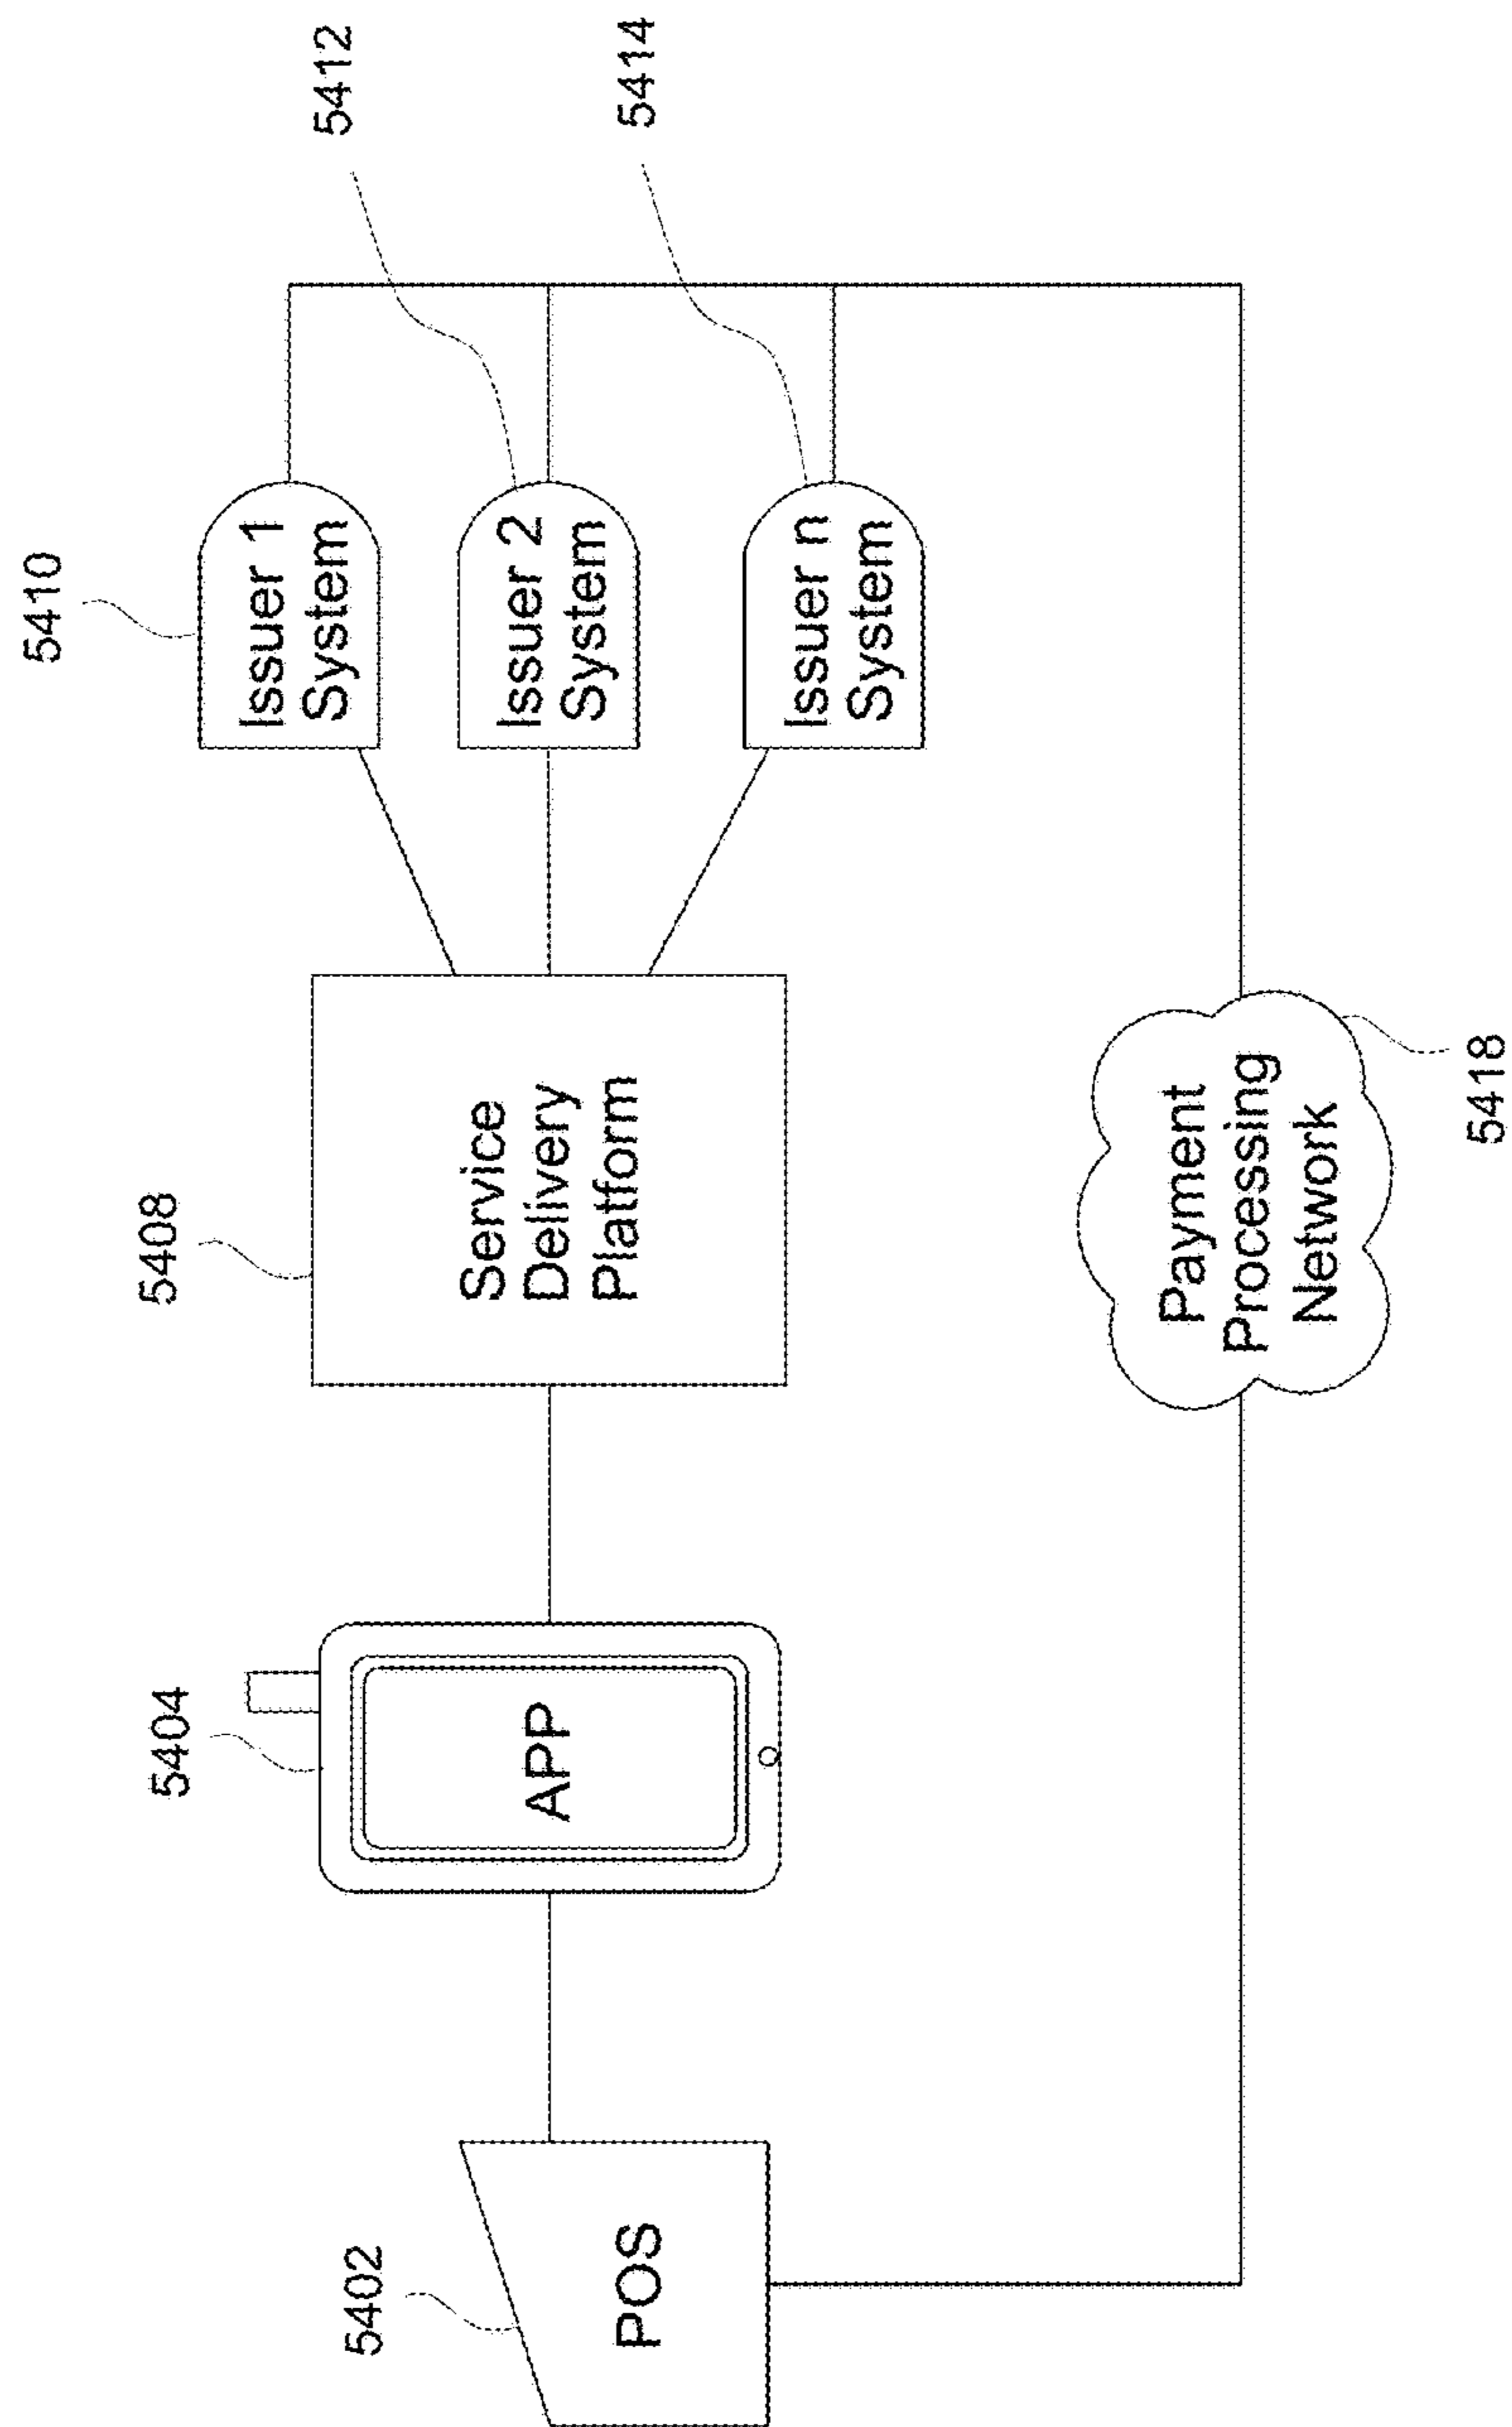 5410
5412
5414
Issuer 1
System
Issuer 2
System
Issuer n
System
5408
Service
Delivery
Platform
5404
APP
5402
POS
Payment
Processing
Network
5418